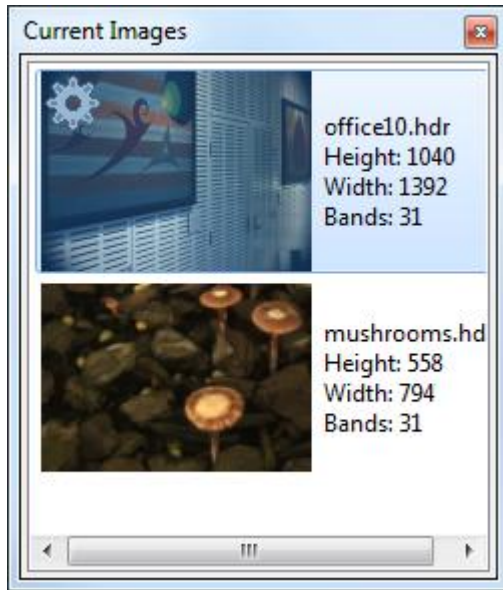 Current Images
office10.hdr
Height: 1040
Width: 1392
Bands: 31
mushrooms.hd
Height: 558
Width: 794
Bands: 31